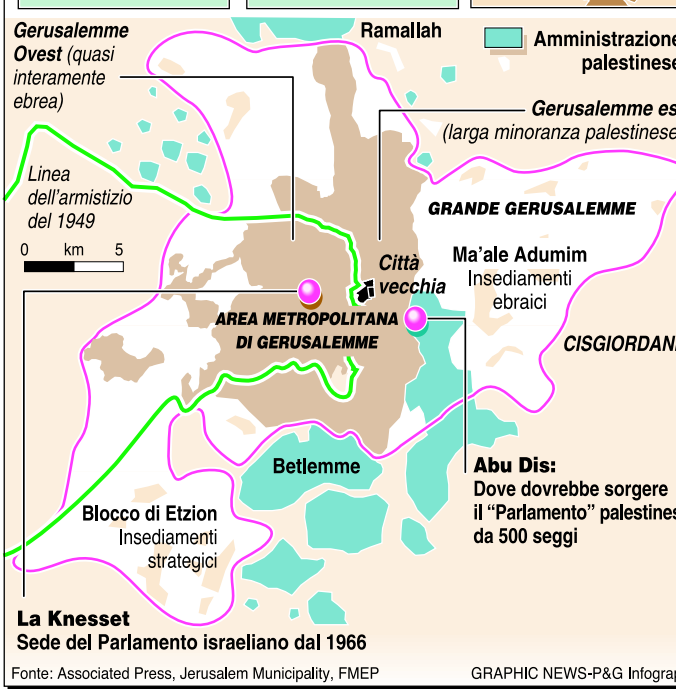 Gerusalemme
Ovest (quasi
interamente
ebrea)
Ramallah
Amministrazione
palestinese
Gerusalemme es
(larga minoranza palestinese
Linea
dell'armistizio
del 1949
0 km 5
GRANDE GERUSALEMME
Ma'ale Adumim
Insediamenti
ebraici
Città
vecchia
AREA METROPOLITANA
DI GERUSALEMME
CISGIORDANI
Betlemme
Abu Dis:
Dove dovrebbe sorgere
il “Parlamento” palestines
da 500 seggi
Blocco di Etzion
Insediamenti
strategici
La Knesset
Sede del Parlamento israeliano dal 1966
Fonte: Associated Press, Jerusalem Municipality, FMEP
GRAPHIC NEWS-P&G Infograp